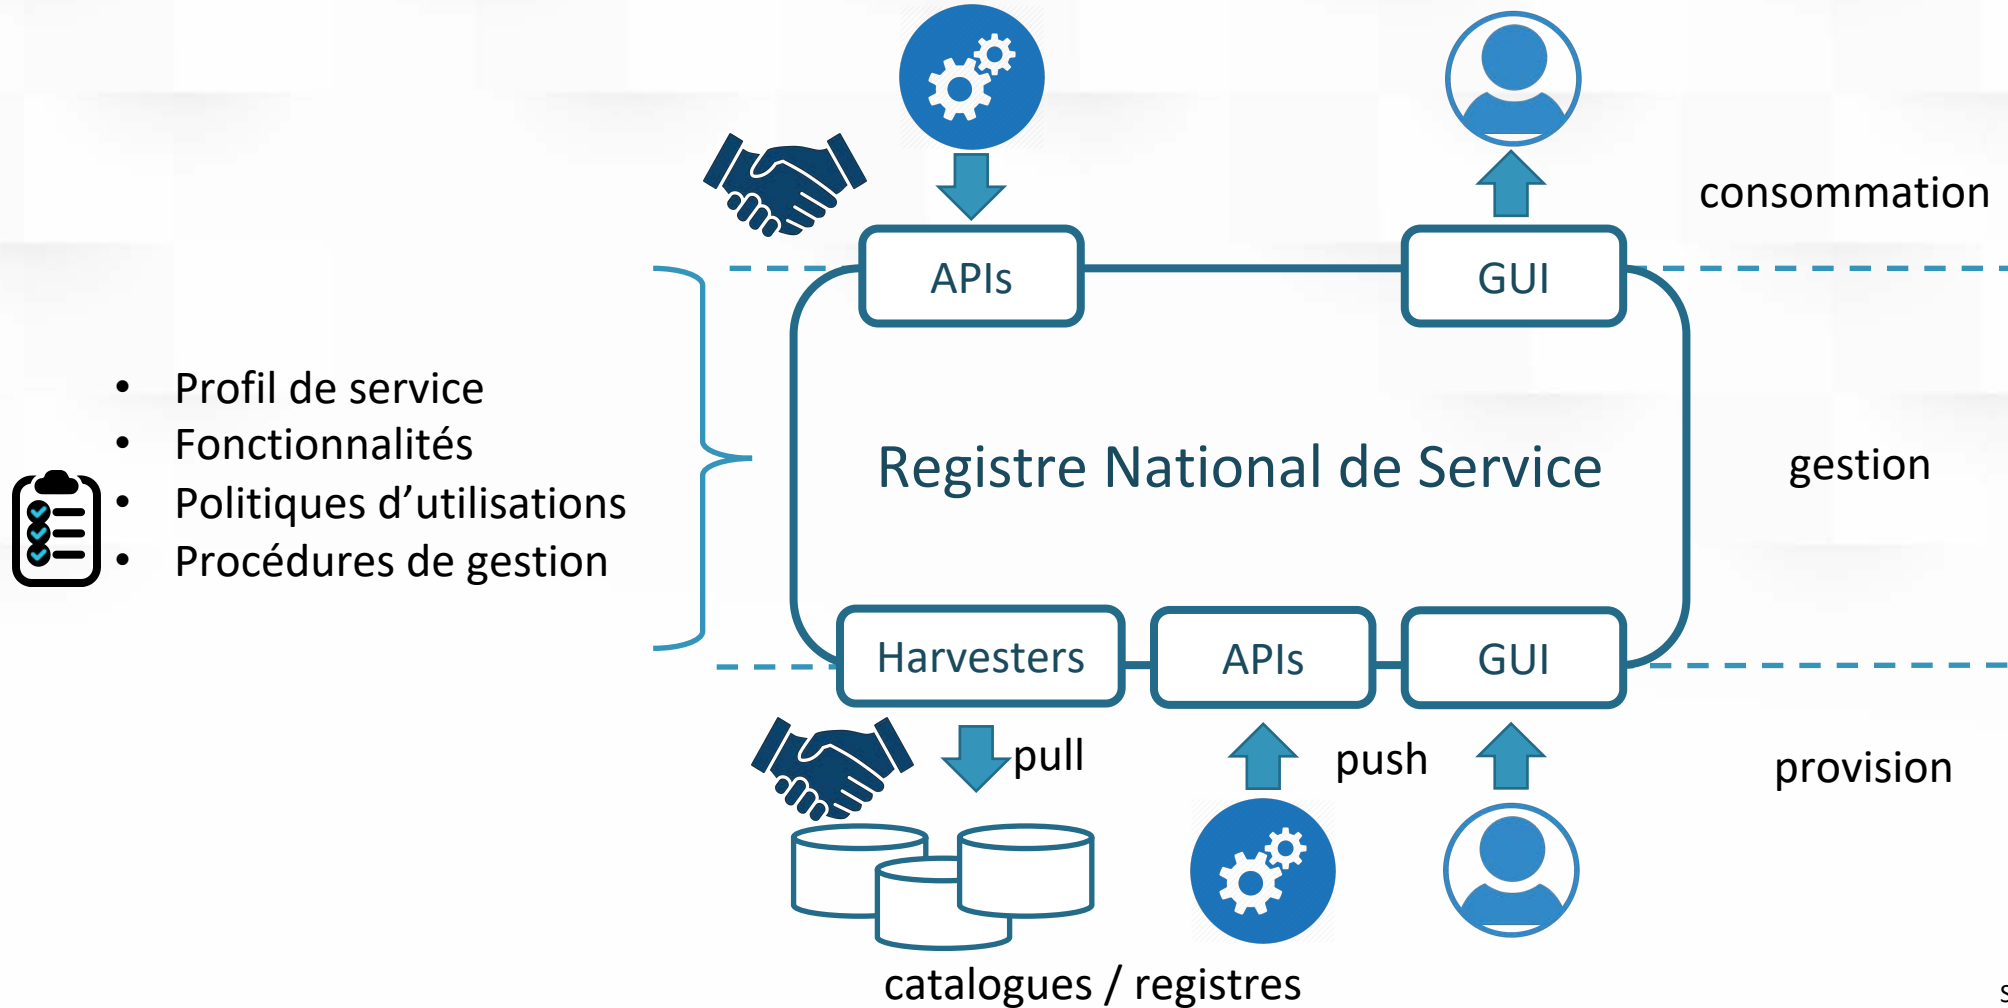 consommation
APIs
GUI
• Profil de service
• Fonctionnalités
• Politiques d’utilisations
• Procédures de gestion
Registre National de Service
gestion
Harvesters
APIs
GUI
pull
push
provision
catalogues / registres